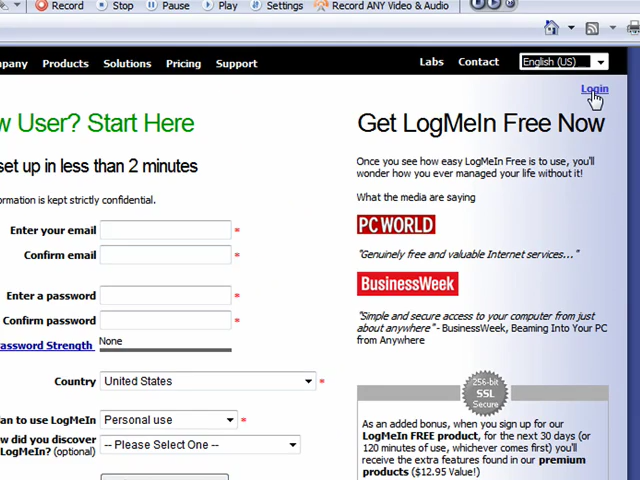 Record Stop Pause Play Settings Record ANY Video & Audio
Products Solutions Pricing Support Labs Contact English (US)
Login
User? Start Here
set up in less than 2 minutes
is kept strictly confidential.
Enter your email *
Confirm email *
Enter a password *
Confirm password *
Strength None
Country United States *
to use LogMeIn Personal use *
did you discover
LogMeIn? (optional) -- Please Select One --
Get LogMeIn Free Now
Once you see how easy LogMeIn Free is to use, you'll
wonder how you ever managed your life without it!
What the media are saying
PC WORLD
"Genuinely free and valuable Internet services..."
BusinessWeek
"Simple and secure access to your computer from just
about anywhere" - BusinessWeek, Beaming Into Your PC
from Anywhere
256-bit
SSL
Secure
As an added bonus, when you sign up for our
LogMeIn FREE product, for the next 30 days (or
120 minutes of use, whichever comes first) you'll
receive the extra features found in our premium
products ($12.95 Value!)